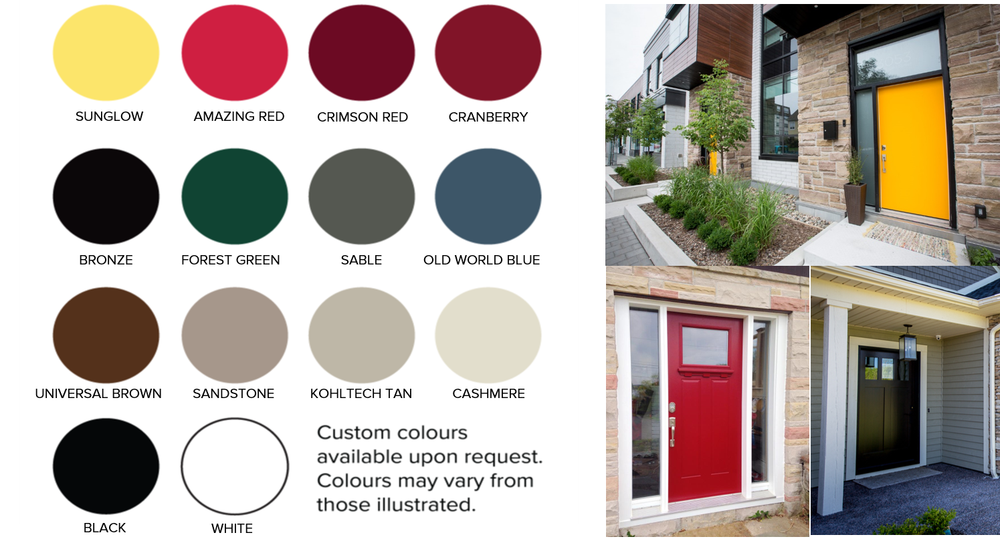 SUNGLOW
AMAZING RED
CRIMSON RED
CRANBERRY
BRONZE
FOREST GREEN
SABLE
OLD WORLD BLUE
UNIVERSAL BROWN
SANDSTONE
KOHLTECH TAN
CASHMERE
BLACK
WHITE
Custom colours
available upon request.
Colours may vary from
those illustrated.